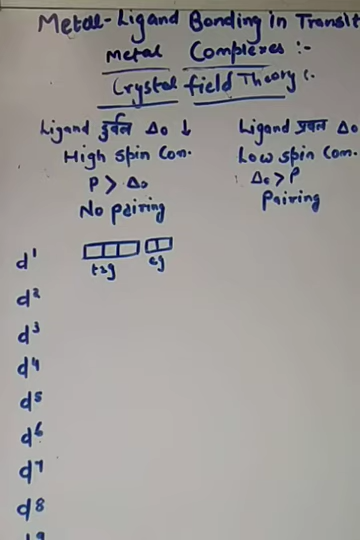 Metal-Ligand Bonding in Transit
Metal Complexes :-
Crystal field Theory :-
Ligand दुर्बल Δo ↓
High spin Com.
P > Δo
No pairing
Ligand प्रबल Δo
Low spin Com.
Δo > P
Pairing
d¹
t2g eg
d²
d³
d⁴
d⁵
d⁶
d⁷
d⁸
d⁹